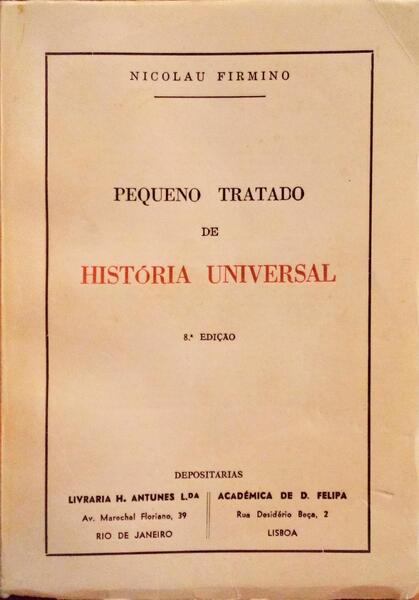 NICOLAU FIRMINO
PEQUENO TRATADO
DE
HISTÓRIA UNIVERSAL
8.ª EDIÇÃO
DEPOSITÁRIAS
LIVRARIA H. ANTUNES L.DA
Av. Marechal Floriano, 39
RIO DE JANEIRO
ACADÉMICA DE D. FELIPA
Rua Desidério Beça, 2
LISBOA